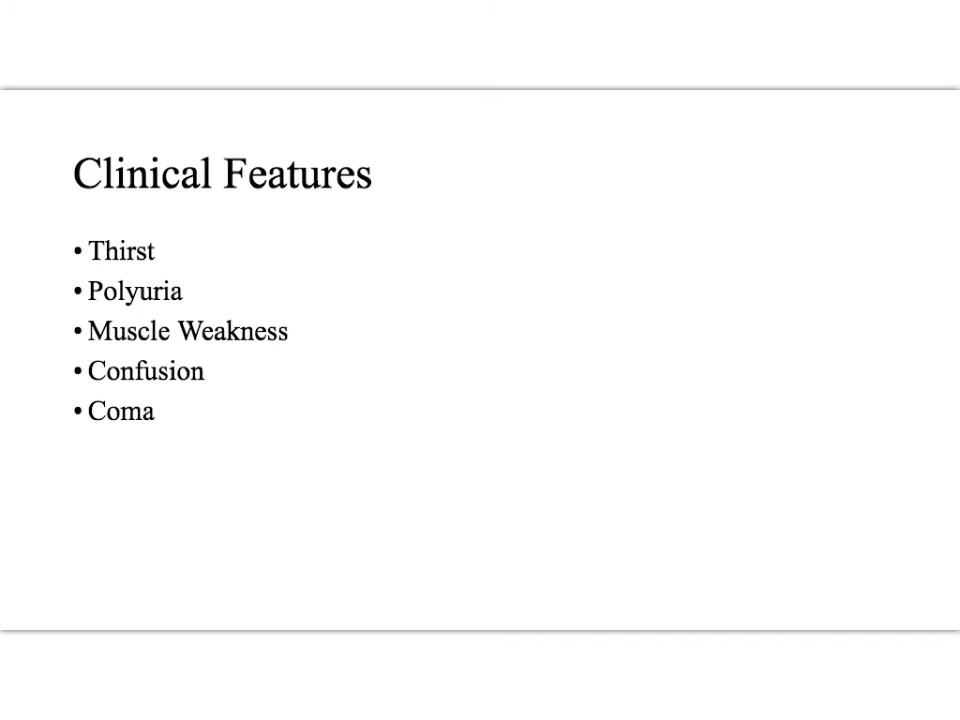 Clinical Features
• Thirst
• Polyuria
• Muscle Weakness
• Confusion
• Coma